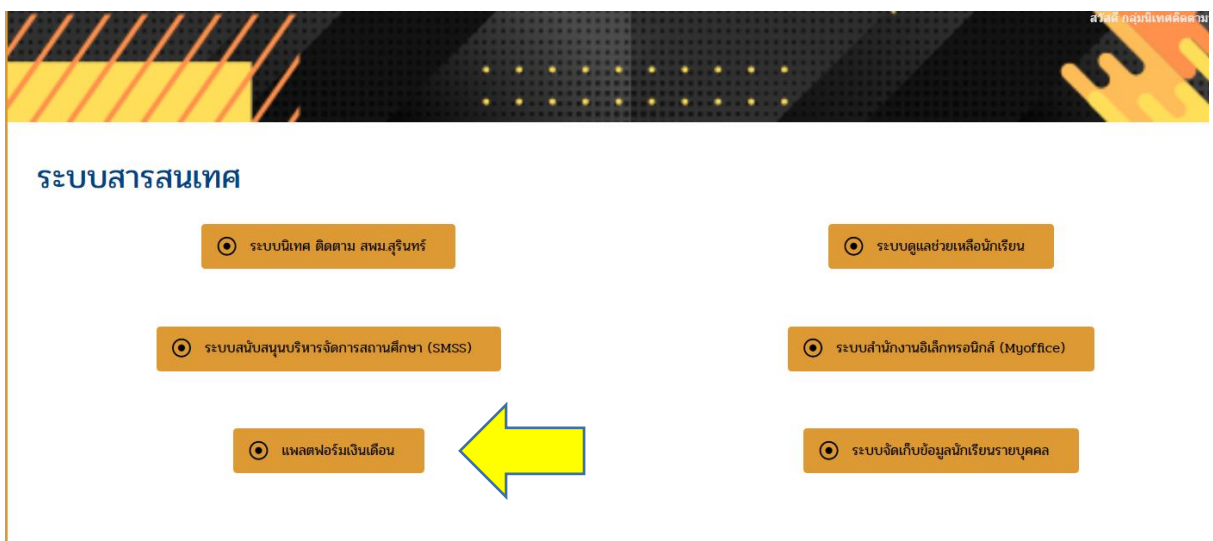 สวัสดี กลุ่มนิเทศติดตาม
ระบบสารสนเทศ
ระบบนิเทศ ติดตาม สพม.สุรินทร์
ระบบดูแลช่วยเหลือนักเรียน
ระบบสนับสนุนบริหารจัดการสถานศึกษา (SMSS)
ระบบสำนักงานอิเล็กทรอนิกส์ (Myoffice)
แพลตฟอร์มเงินเดือน
ระบบจัดเก็บข้อมูลนักเรียนรายบุคคล